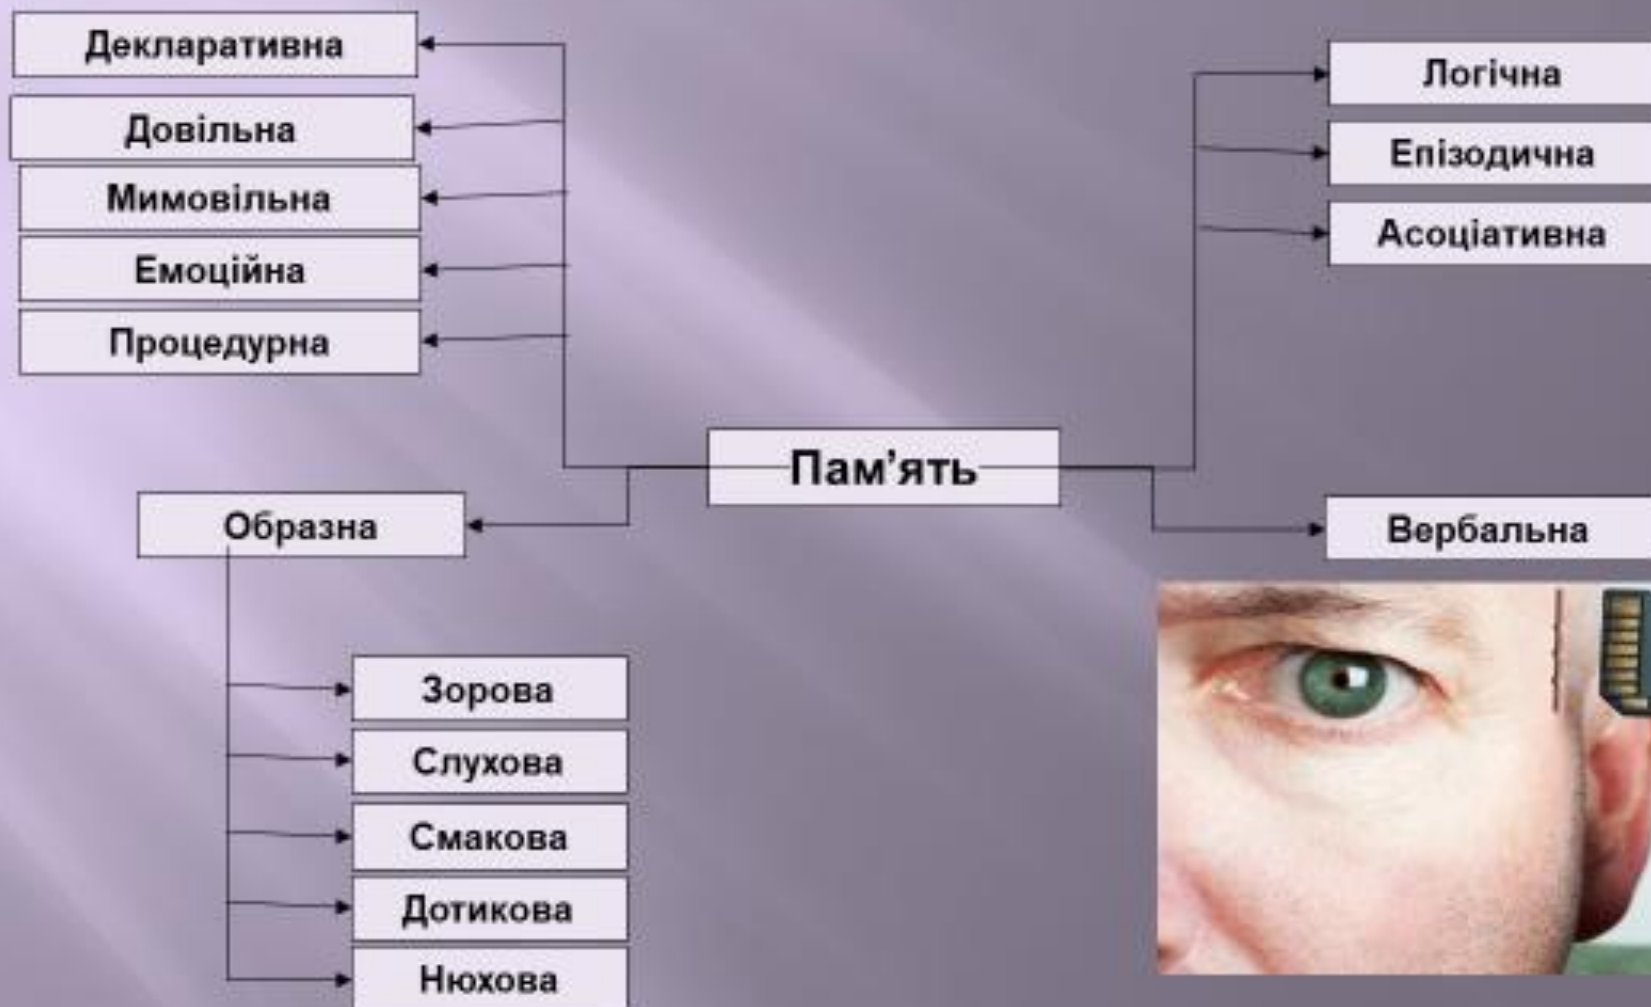 Декларативна
Довільна
Мимовільна
Емоційна
Процедурна
Логічна
Епізодична
Асоціативна
Пам’ять
Образна
Вербальна
Зорова
Слухова
Смакова
Дотикова
Нюхова